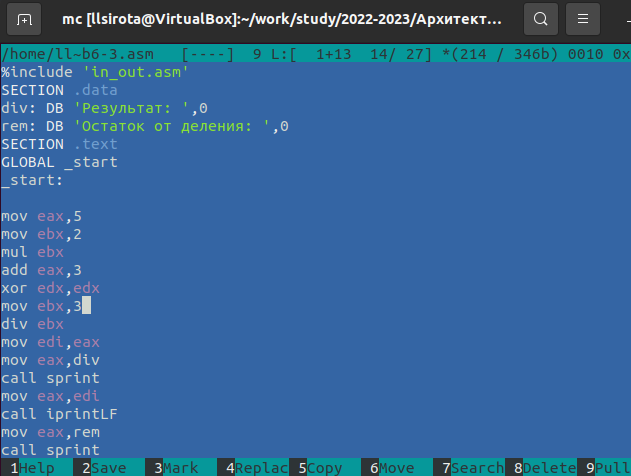 mc [llsirota@VirtualBox]:~/work/study/2022-2023/Архитект...
/home/ll~b6-3.asm [----] 9 L:[ 1+13 14/ 27] *(214 / 346b) 0010 0x
%include 'in_out.asm'
SECTION .data
div: DB 'Результат: ',0
rem: DB 'Остаток от деления: ',0
SECTION .text
GLOBAL _start
_start:
mov eax,5
mov ebx,2
mul ebx
add eax,3
xor edx,edx
mov ebx,3
div ebx
mov edi,eax
mov eax,div
call sprint
mov eax,edi
call iprintLF
mov eax,rem
call sprint
1Help 2Save 3Mark 4Replac 5Copy 6Move 7Search 8Delete 9Pull